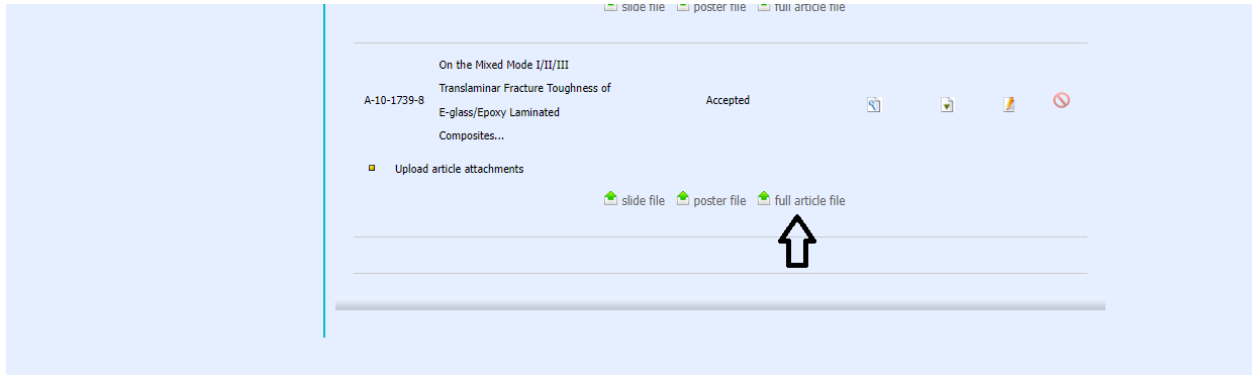 slide file poster file full article file
On the Mixed Mode I/II/III
Translaminar Fracture Toughness of
A-10-1739-8 E-glass/Epoxy Laminated Accepted
Composites...
Upload article attachments
slide file poster file full article file